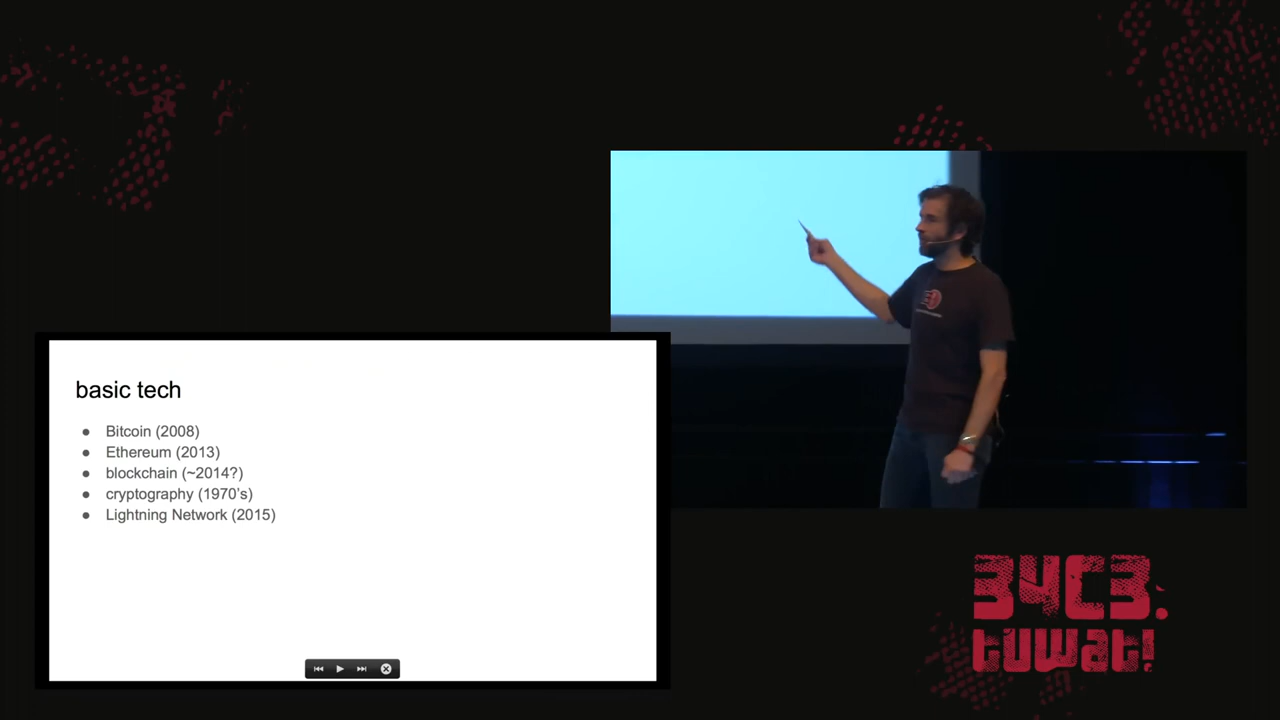 basic tech
● Bitcoin (2008)
● Ethereum (2013)
● blockchain (~2014?)
● cryptography (1970's)
● Lightning Network (2015)
34C3.
tuwat!